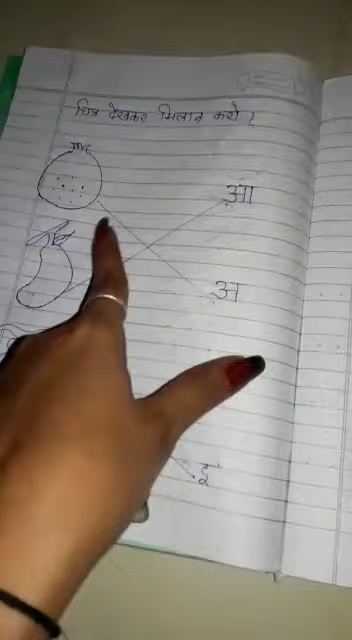 चित्र देखकर मिलान करो ?
आ
अ
इ